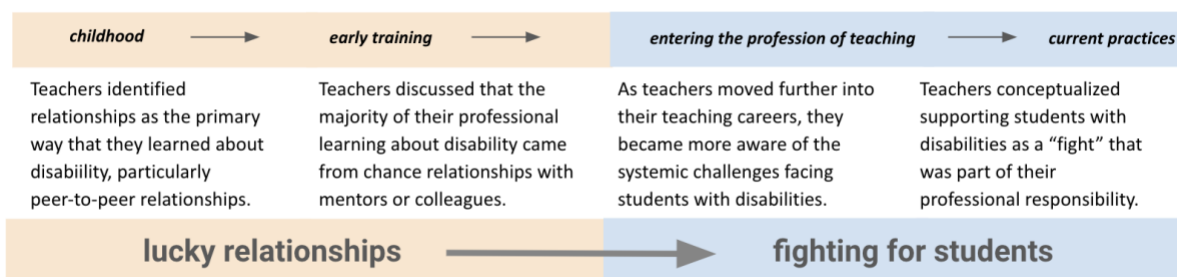 childhood
early training
entering the profession of teaching
current practices
Teachers identified
relationships as the primary
way that they learned about
disabiility, particularly
peer-to-peer relationships.
Teachers discussed that the
majority of their professional
learning about disability came
from chance relationships with
mentors or colleagues.
As teachers moved further into
their teaching careers, they
became more aware of the
systemic challenges facing
students with disabilities.
Teachers conceptualized
supporting students with
disabilities as a “fight” that
was part of their
professional responsibility.
lucky relationships
fighting for students